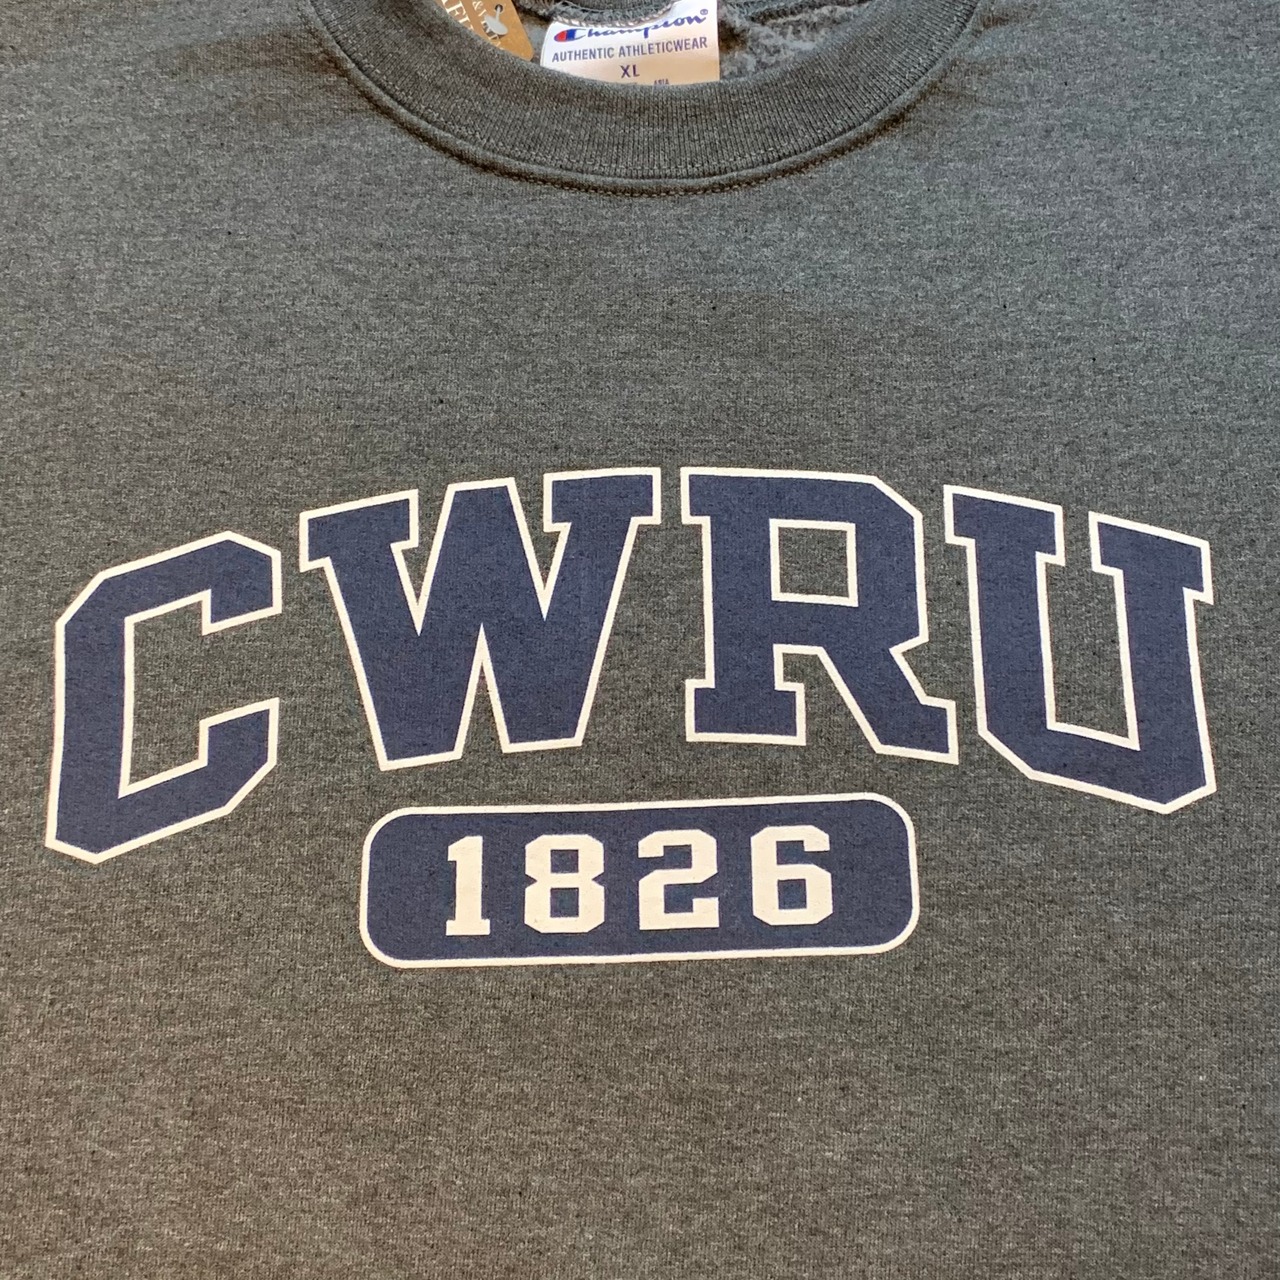 Champion®
AUTHENTIC ATHLETICWEAR
XL
CWRU
1826